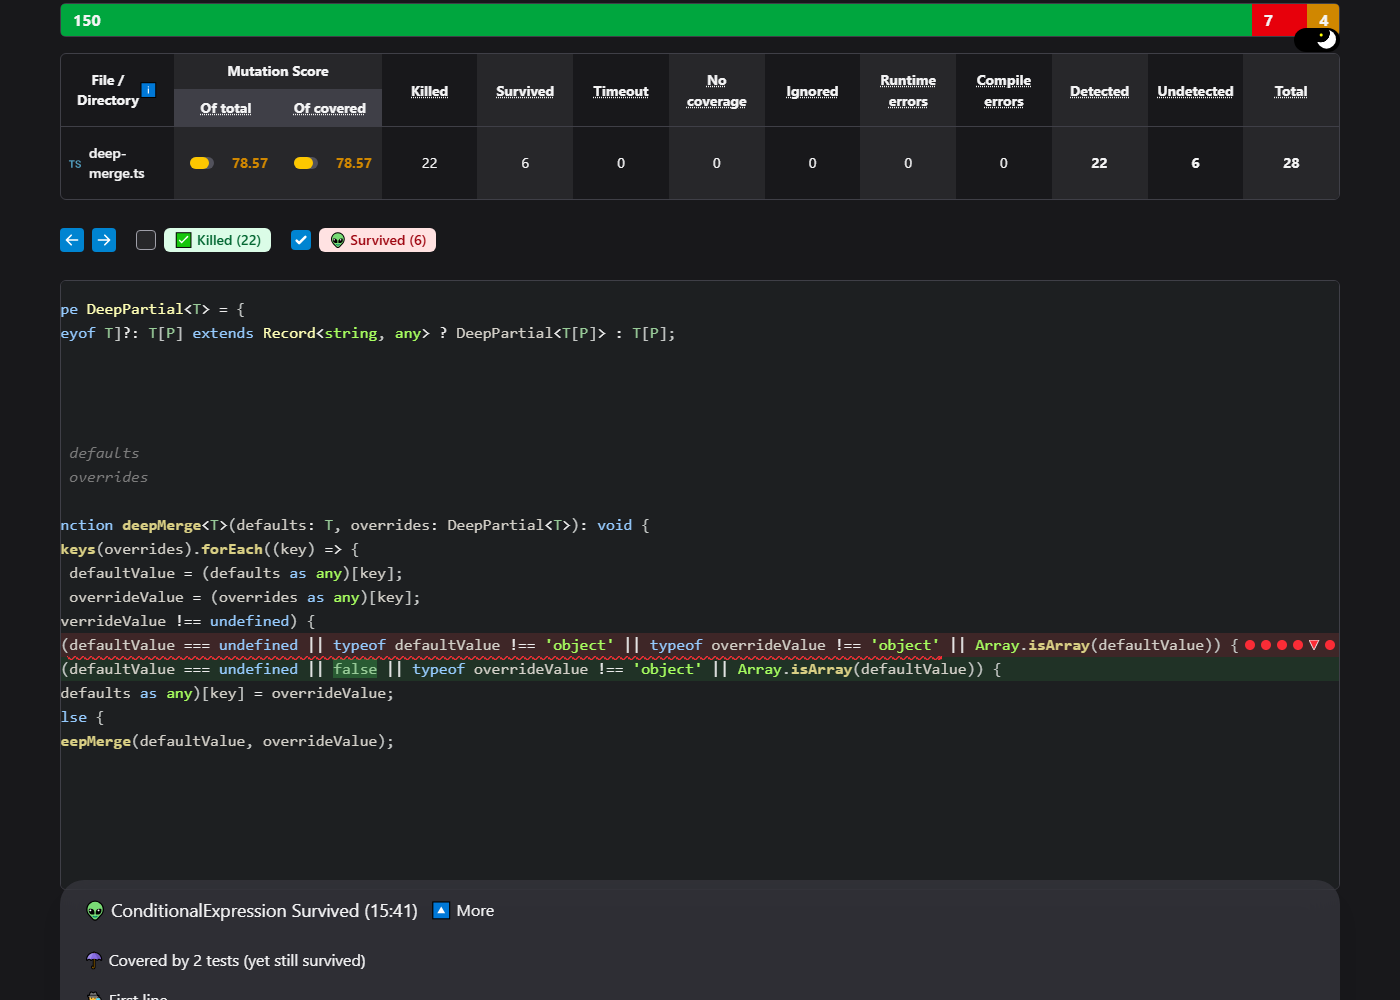 150 7 4
File / Directory i Mutation Score Of total Of covered Killed Survived Timeout No coverage Ignored Runtime errors Compile errors Detected Undetected Total
TS deep-merge.ts 78.57 78.57 22 6 0 0 0 0 0 22 6 28
Killed (22) Survived (6)
pe DeepPartial<T> = {
eyof T]?: T[P] extends Record<string, any> ? DeepPartial<T[P]> : T[P];
defaults
overrides
nction deepMerge<T>(defaults: T, overrides: DeepPartial<T>): void {
keys(overrides).forEach((key) => {
defaultValue = (defaults as any)[key];
overrideValue = (overrides as any)[key];
verrideValue !== undefined) {
(defaultValue === undefined || typeof defaultValue !== 'object' || typeof overrideValue !== 'object' || Array.isArray(defaultValue)) {
(defaultValue === undefined || false || typeof overrideValue !== 'object' || Array.isArray(defaultValue)) {
defaults as any)[key] = overrideValue;
lse {
eepMerge(defaultValue, overrideValue);
ConditionalExpression Survived (15:41) More
Covered by 2 tests (yet still survived)
First line